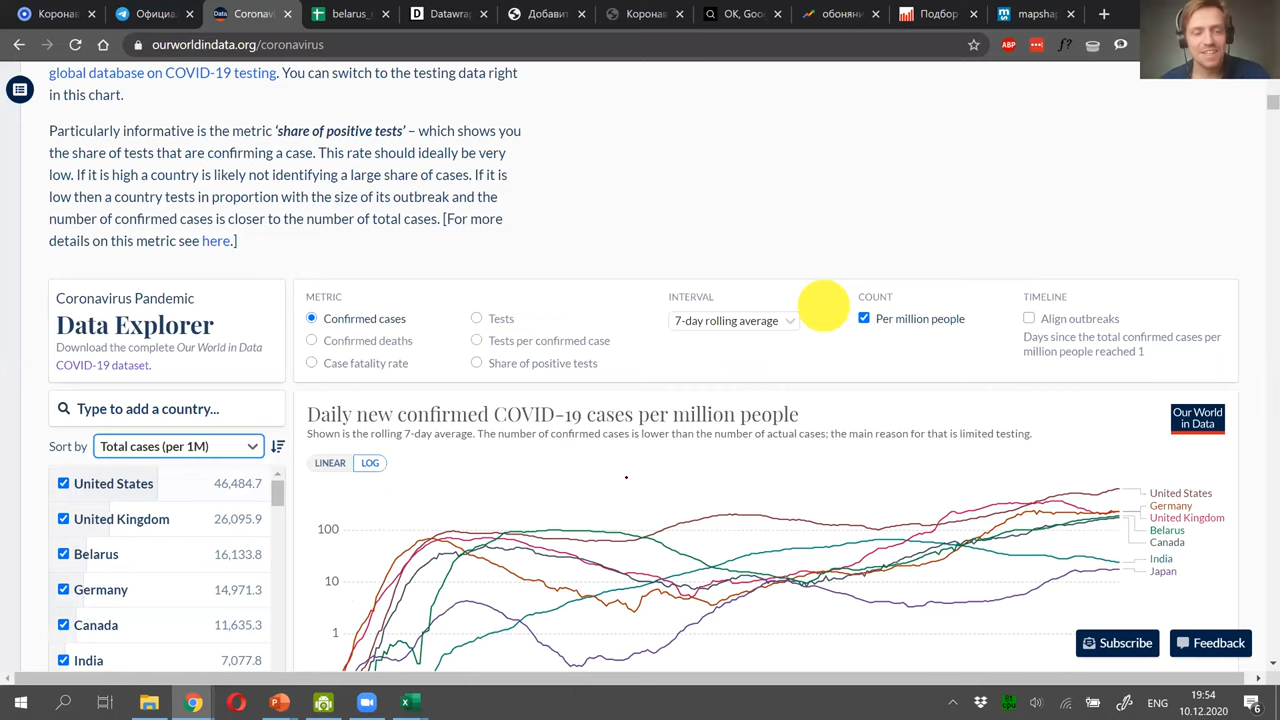 Корона
Официал
Coronav
belarus_r
Datawrap
Добавит
Коронав
OK, Goo
обоняни
Подбор
mapshap
ourworldindata.org/coronavirus
ABP
f?
global database on COVID-19 testing. You can switch to the testing data right
in this chart.
Particularly informative is the metric ‘share of positive tests’ – which shows you
the share of tests that are confirming a case. This rate should ideally be very
low. If it is high a country is likely not identifying a large share of cases. If it is
low then a country tests in proportion with the size of its outbreak and the
number of confirmed cases is closer to the number of total cases. [For more
details on this metric see here.]
Coronavirus Pandemic
Data Explorer
Download the complete Our World in Data
COVID-19 dataset.
METRIC
Confirmed cases
Confirmed deaths
Case fatality rate
Tests
Tests per confirmed case
Share of positive tests
INTERVAL
7-day rolling average
COUNT
Per million people
TIMELINE
Align outbreaks
Days since the total confirmed cases per
million people reached 1
Type to add a country...
Sort by Total cases (per 1M)
United States 46,484.7
United Kingdom 26,095.9
Belarus 16,133.8
Germany 14,971.3
Canada 11,635.3
India 7,077.8
Daily new confirmed COVID-19 cases per million people
Shown is the rolling 7-day average. The number of confirmed cases is lower than the number of actual cases; the main reason for that is limited testing.
Our World
in Data
LINEAR LOG
100
10
1
United States
Germany
United Kingdom
Belarus
Canada
India
Japan
Subscribe
Feedback
ENG
19:54
10.12.2020
6